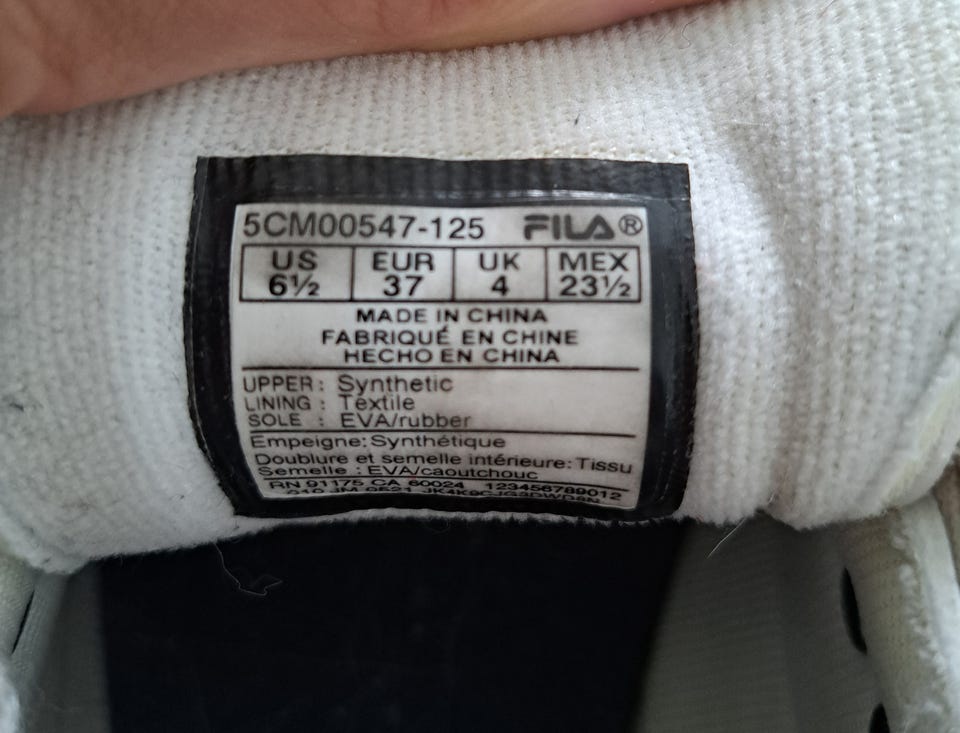 5CM00547-125 FILA®
US EUR UK MEX
6½ 37 4 23½
MADE IN CHINA
FABRIQUÉ EN CHINE
HECHO EN CHINA
UPPER : Synthetic
LINING : Textile
SOLE : EVA/rubber
Empeigne: Synthétique
Doublure et semelle intérieure: Tissu
Semelle : EVA/caoutchouc
RN 91175 CA 60024 123456789012